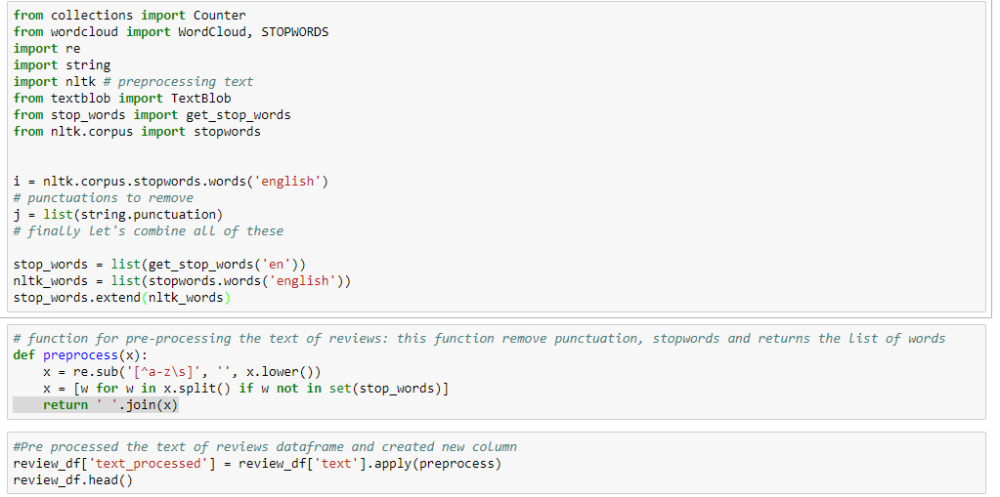 from collections import Counter
from wordcloud import WordCloud, STOPWORDS
import re
import string
import nltk # preprocessing text
from textblob import TextBlob
from stop_words import get_stop_words
from nltk.corpus import stopwords
i = nltk.corpus.stopwords.words('english')
# punctuations to remove
j = list(string.punctuation)
# finally let's combine all of these
stop_words = list(get_stop_words('en'))
nltk_words = list(stopwords.words('english'))
stop_words.extend(nltk_words)
# function for pre-processing the text of reviews: this function remove punctuation, stopwords and returns the list of words
def preprocess(x):
    x = re.sub('[^a-z\s]', '', x.lower())
    x = [w for w in x.split() if w not in set(stop_words)]
    return ' '.join(x)
#Pre processed the text of reviews dataframe and created new column
review_df['text_processed'] = review_df['text'].apply(preprocess)
review_df.head()